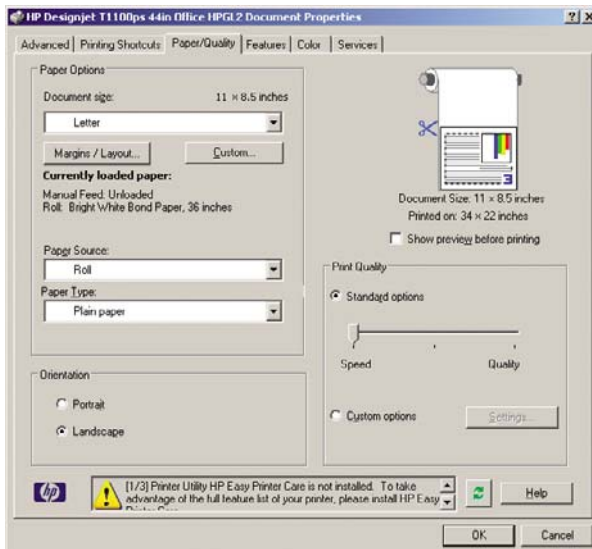 HP Designjet T1100ps 44in Office HPGL2 Document Properties
Advanced Printing Shortcuts Paper/Quality Features Color Services
Paper Options
Document size: 11 × 8.5 inches
Letter
Margins / Layout... Custom...
Currently loaded paper:
Manual Feed: Unloaded
Roll: Bright White Bond Paper, 36 inches
Paper Source:
Roll
Paper Type:
Plain paper
Orientation
Portrait
Landscape
3
Document Size: 11 × 8.5 inches
Printed on: 34 × 22 inches
Show preview before printing
Print Quality
Standard options
Speed Quality
Custom options Settings...
hp
[1/3] Printer Utility HP Easy Printer Care is not installed. To take
advantage of the full feature list of your printer, please install HP Easy
Printer Care
Help
OK Cancel